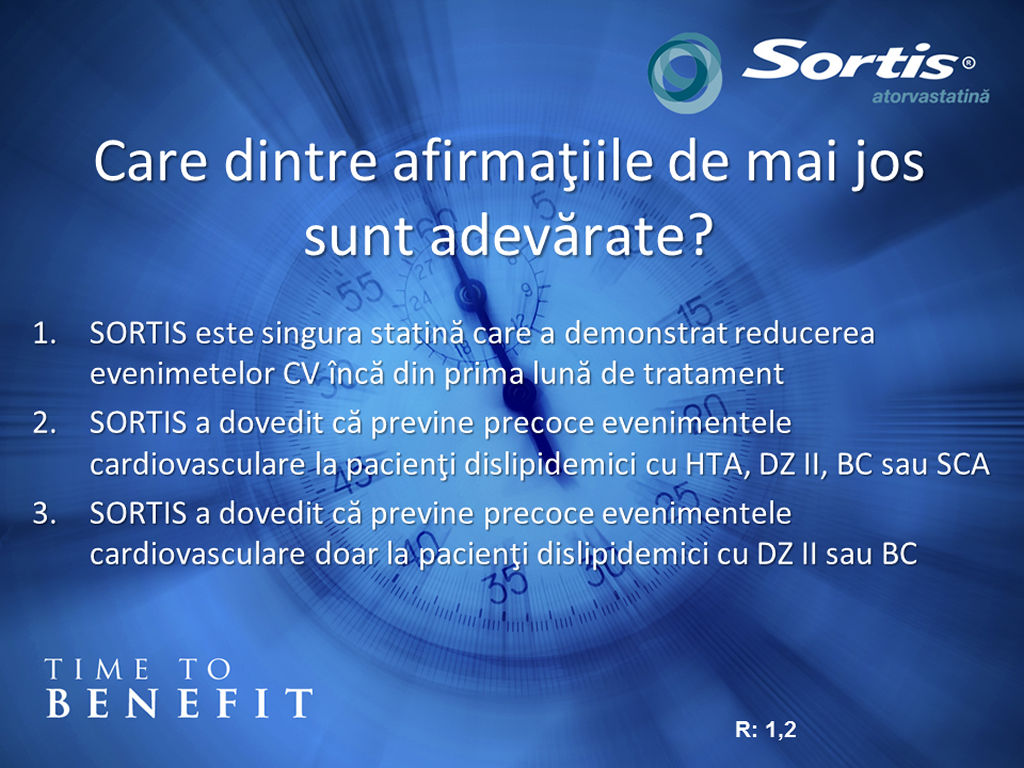 Sortis®
atorvastatină
Care dintre afirmaţiile de mai jos
sunt adevărate?
1. SORTIS este singura statină care a demonstrat reducerea
evenimetelor CV încă din prima lună de tratament
2. SORTIS a dovedit că previne precoce evenimentele
cardiovasculare la pacienţi dislipidemici cu HTA, DZ II, BC sau SCA
3. SORTIS a dovedit că previne precoce evenimentele
cardiovasculare doar la pacienţi dislipidemici cu DZ II sau BC
TIME TO
BENEFIT
R: 1,2